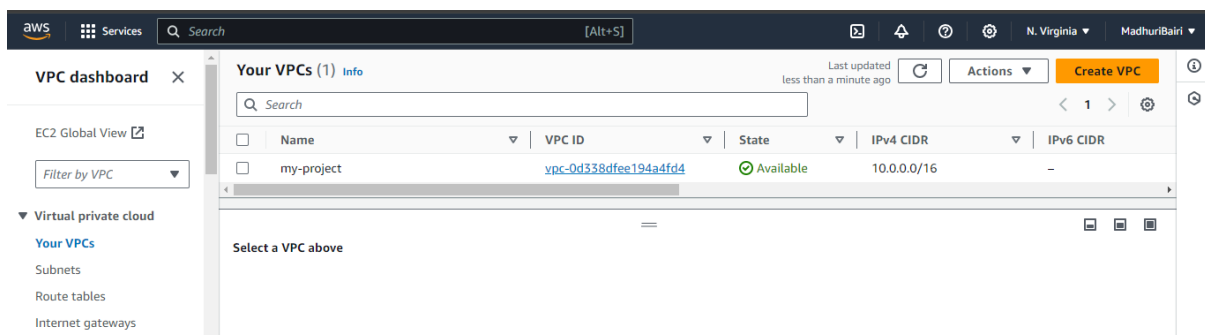 aws Services Search [Alt+S] N. Virginia ▼ MadhuriBairi ▼
VPC dashboard
EC2 Global View
Filter by VPC
Virtual private cloud
Your VPCs
Subnets
Route tables
Internet gateways
Your VPCs (1) Info
Last updated
less than a minute ago
Actions ▼
Create VPC
Search
1
Name VPC ID State IPv4 CIDR IPv6 CIDR
my-project vpc-0d338dfee194a4fd4 Available 10.0.0.0/16 –
Select a VPC above